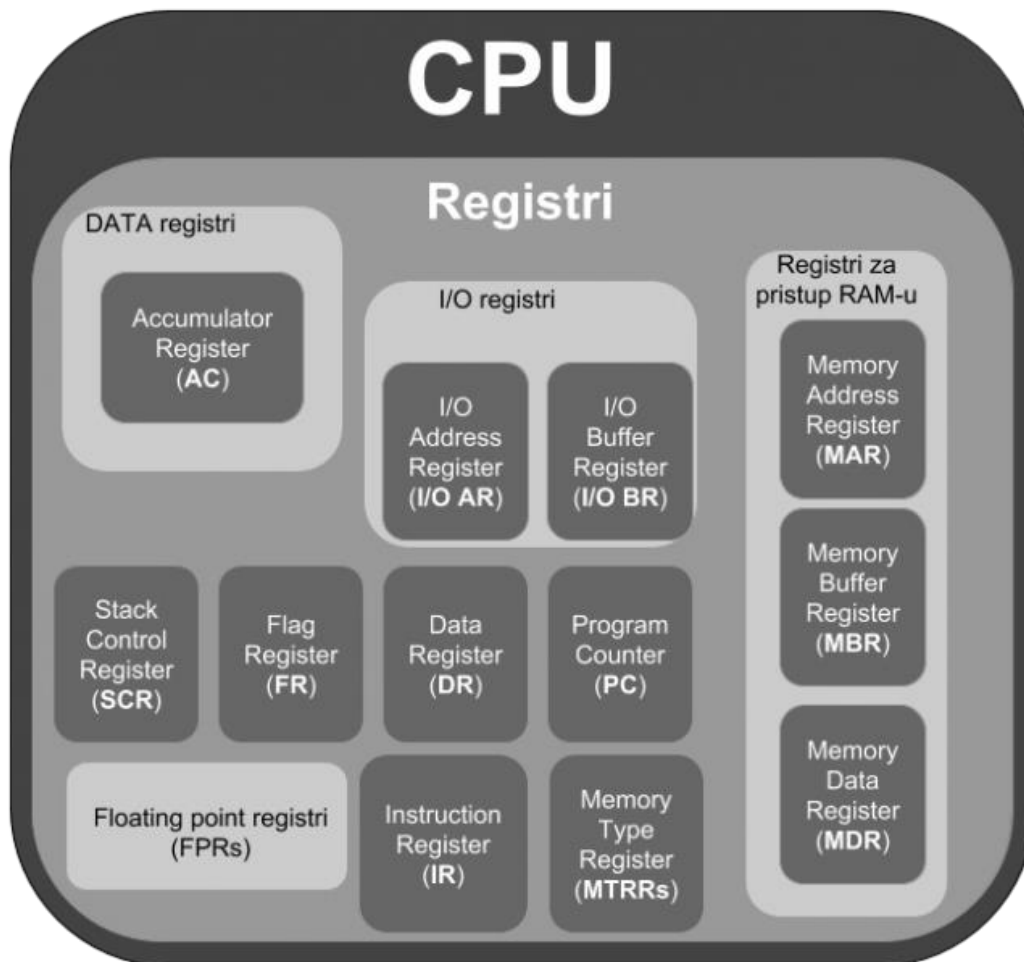 CPU
Registri
DATA registri
Accumulator
Register
(AC)
I/O registri
I/O
Address
Register
(I/O AR)
I/O
Buffer
Register
(I/O BR)
Registri za
pristup RAM-u
Memory
Address
Register
(MAR)
Memory
Buffer
Register
(MBR)
Memory
Data
Register
(MDR)
Stack
Control
Register
(SCR)
Flag
Register
(FR)
Data
Register
(DR)
Program
Counter
(PC)
Floating point registri
(FPRs)
Instruction
Register
(IR)
Memory
Type
Register
(MTRRs)